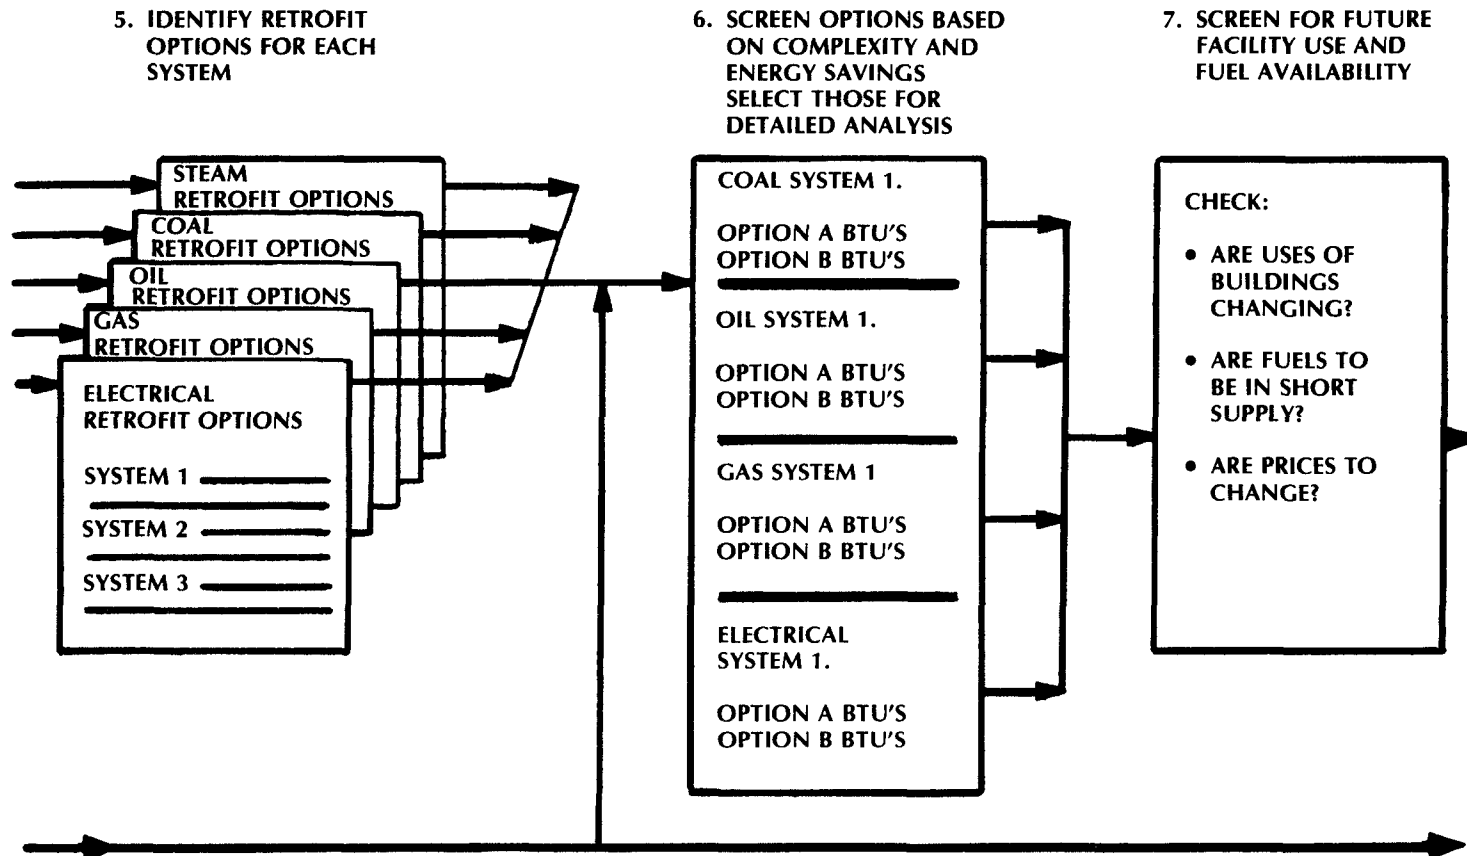 5. IDENTIFY RETROFIT
OPTIONS FOR EACH
SYSTEM
6. SCREEN OPTIONS BASED
ON COMPLEXITY AND
ENERGY SAVINGS
SELECT THOSE FOR
DETAILED ANALYSIS
7. SCREEN FOR FUTURE
FACILITY USE AND
FUEL AVAILABILITY
STEAM
RETROFIT OPTIONS
COAL
RETROFIT OPTIONS
OIL
RETROFIT OPTIONS
GAS
RETROFIT OPTIONS
ELECTRICAL
RETROFIT OPTIONS
SYSTEM 1
SYSTEM 2
SYSTEM 3
COAL SYSTEM 1.
OPTION A BTU'S
OPTION B BTU'S
OIL SYSTEM 1.
OPTION A BTU'S
OPTION B BTU'S
GAS SYSTEM 1
OPTION A BTU'S
OPTION B BTU'S
ELECTRICAL
SYSTEM 1.
OPTION A BTU'S
OPTION B BTU'S
CHECK:
• ARE USES OF
BUILDINGS
CHANGING?
• ARE FUELS TO
BE IN SHORT
SUPPLY?
• ARE PRICES TO
CHANGE?